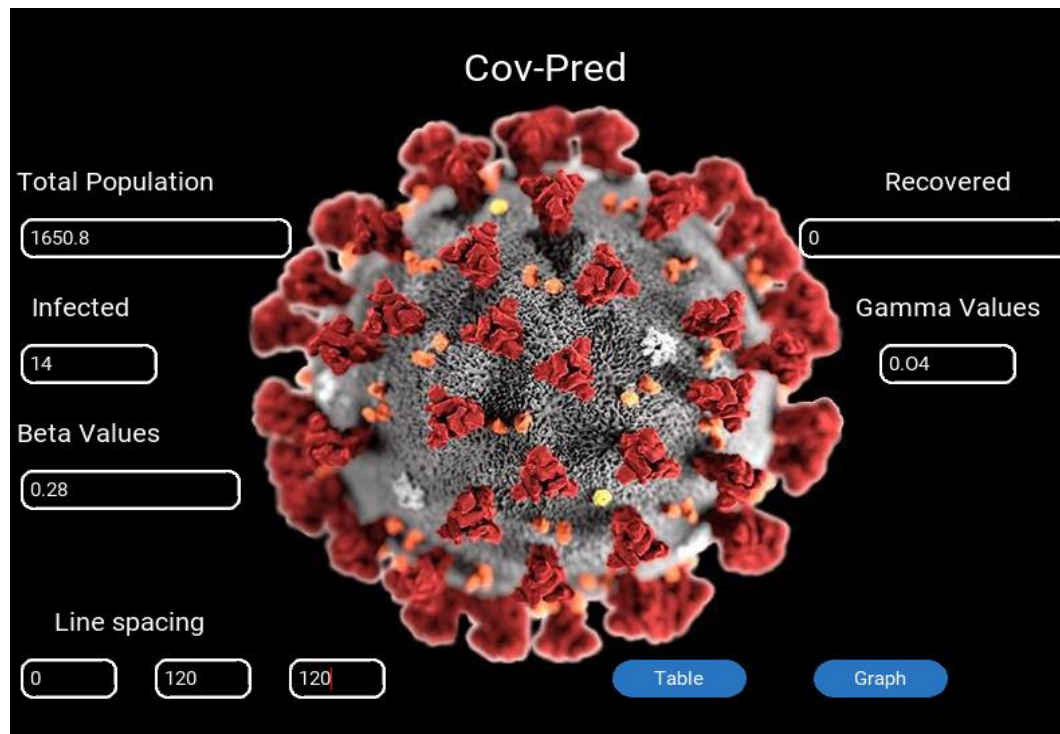 Cov-Pred
Total Population
Recovered
1650.8
0
Infected
Gamma Values
14
0.O4
Beta Values
0.28
Line spacing
0
120
120
Table
Graph